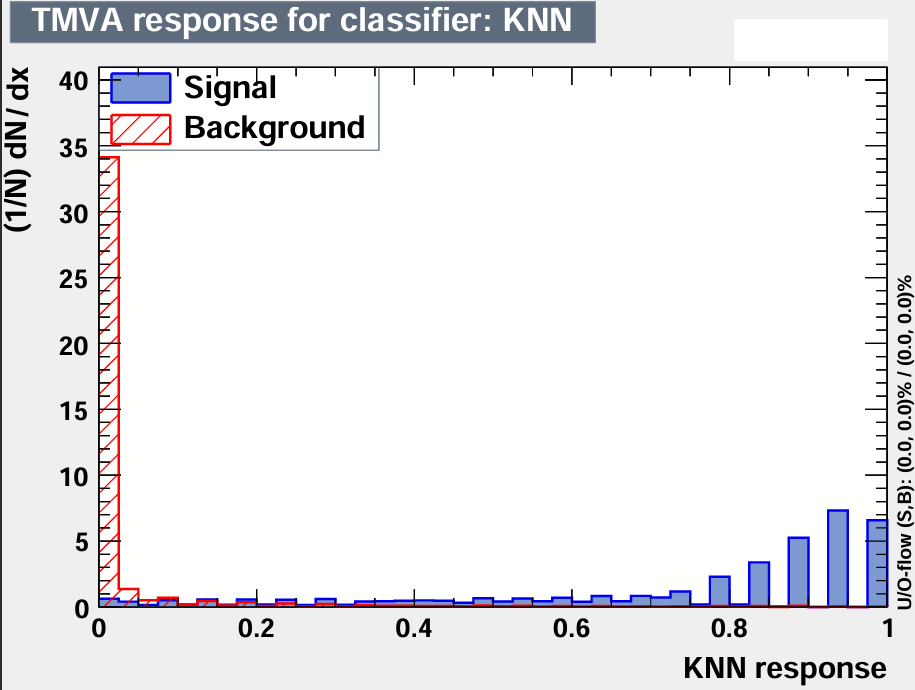 TMVA response for classifier: KNN
Signal
Background
(1/N) dN / dx
40
35
30
25
20
15
10
5
0
0
0.2
0.4
0.6
0.8
1
KNN response
U/O-flow (S,B): (0.0, 0.0)% / (0.0, 0.0)%